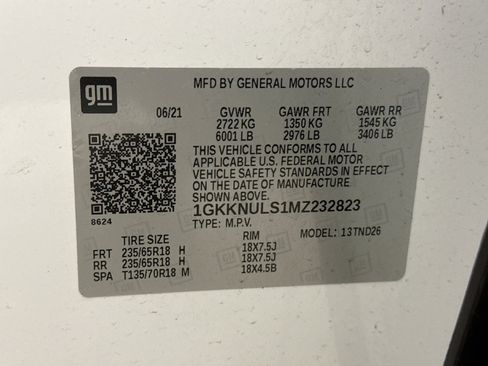 gm
MFD BY GENERAL MOTORS LLC
06/21 GVWR GAWR FRT GAWR RR
2722 KG 1350 KG 1545 KG
6001 LB 2976 LB 3406 LB
THIS VEHICLE CONFORMS TO ALL
APPLICABLE U.S. FEDERAL MOTOR
VEHICLE SAFETY STANDARDS IN EFFECT
ON THE DATE OF MANUFACTURE
SHOWN ABOVE.
8624 1GKKNULS1MZ232823
TYPE: M.P.V. MODEL: 13TND26
TIRE SIZE RIM
FRT 235/65R18 H 18X7.5J
RR 235/65R18 H 18X7.5J
SPA T135/70R18 M 18X4.5B